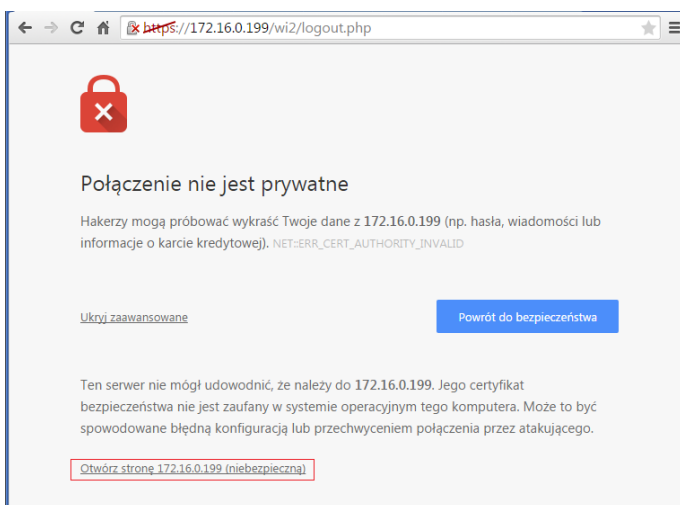 https://172.16.0.199/wi2/logout.php
Połączenie nie jest prywatne
Hakerzy mogą próbować wykraść Twoje dane z 172.16.0.199 (np. hasła, wiadomości lub
informacje o karcie kredytowej). NET::ERR_CERT_AUTHORITY_INVALID
Ukryj zaawansowane
Powrót do bezpieczeństwa
Ten serwer nie mógł udowodnić, że należy do 172.16.0.199. Jego certyfikat
bezpieczeństwa nie jest zaufany w systemie operacyjnym tego komputera. Może to być
spowodowane błędną konfiguracją lub przechwyceniem połączenia przez atakującego.
Otwórz stronę 172.16.0.199 (niebezpieczną)